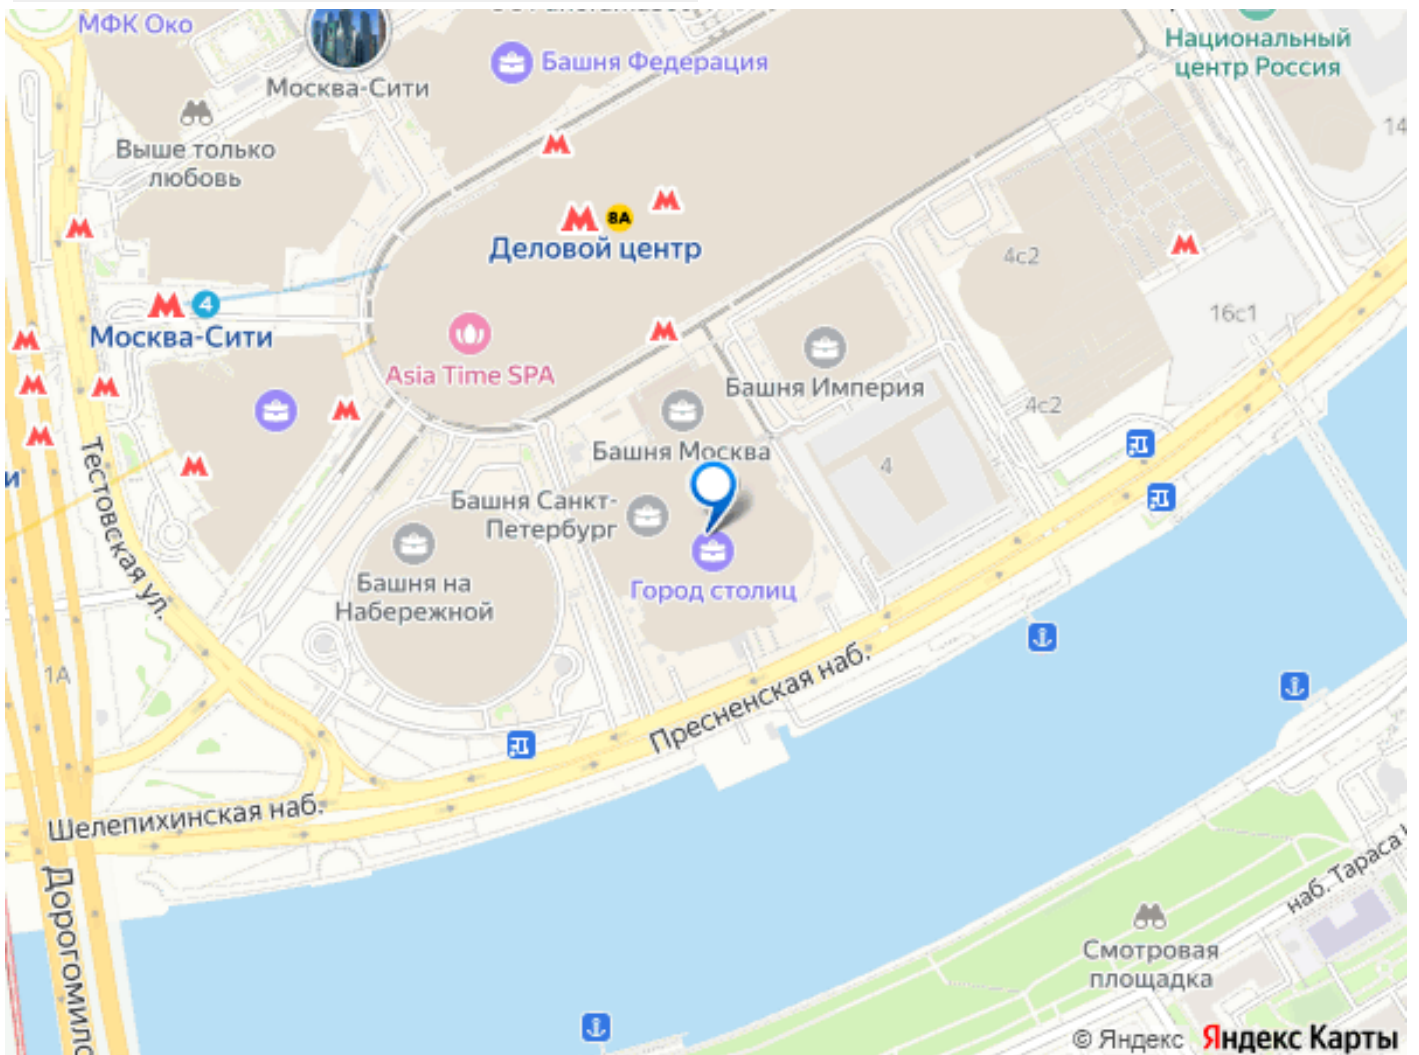 МФК Око
Национальный
центр Россия
Башня Федерация
Москва-Сити
14
Выше только
любовь
8А
Деловой центр
4с2
4
Москва-Сити
16с1
Asia Time SPA
Башня Империя
4с2
Башня Москва
4
и
Тестовская ул.
Башня Санкт-
Петербург
Башня на
Набережной
Город столиц
1А
Пресненская наб.
Шелепихинская наб.
наб. Тараса
Дорогомило
Смотровая
площадка
© Яндекс Яндекс Карты